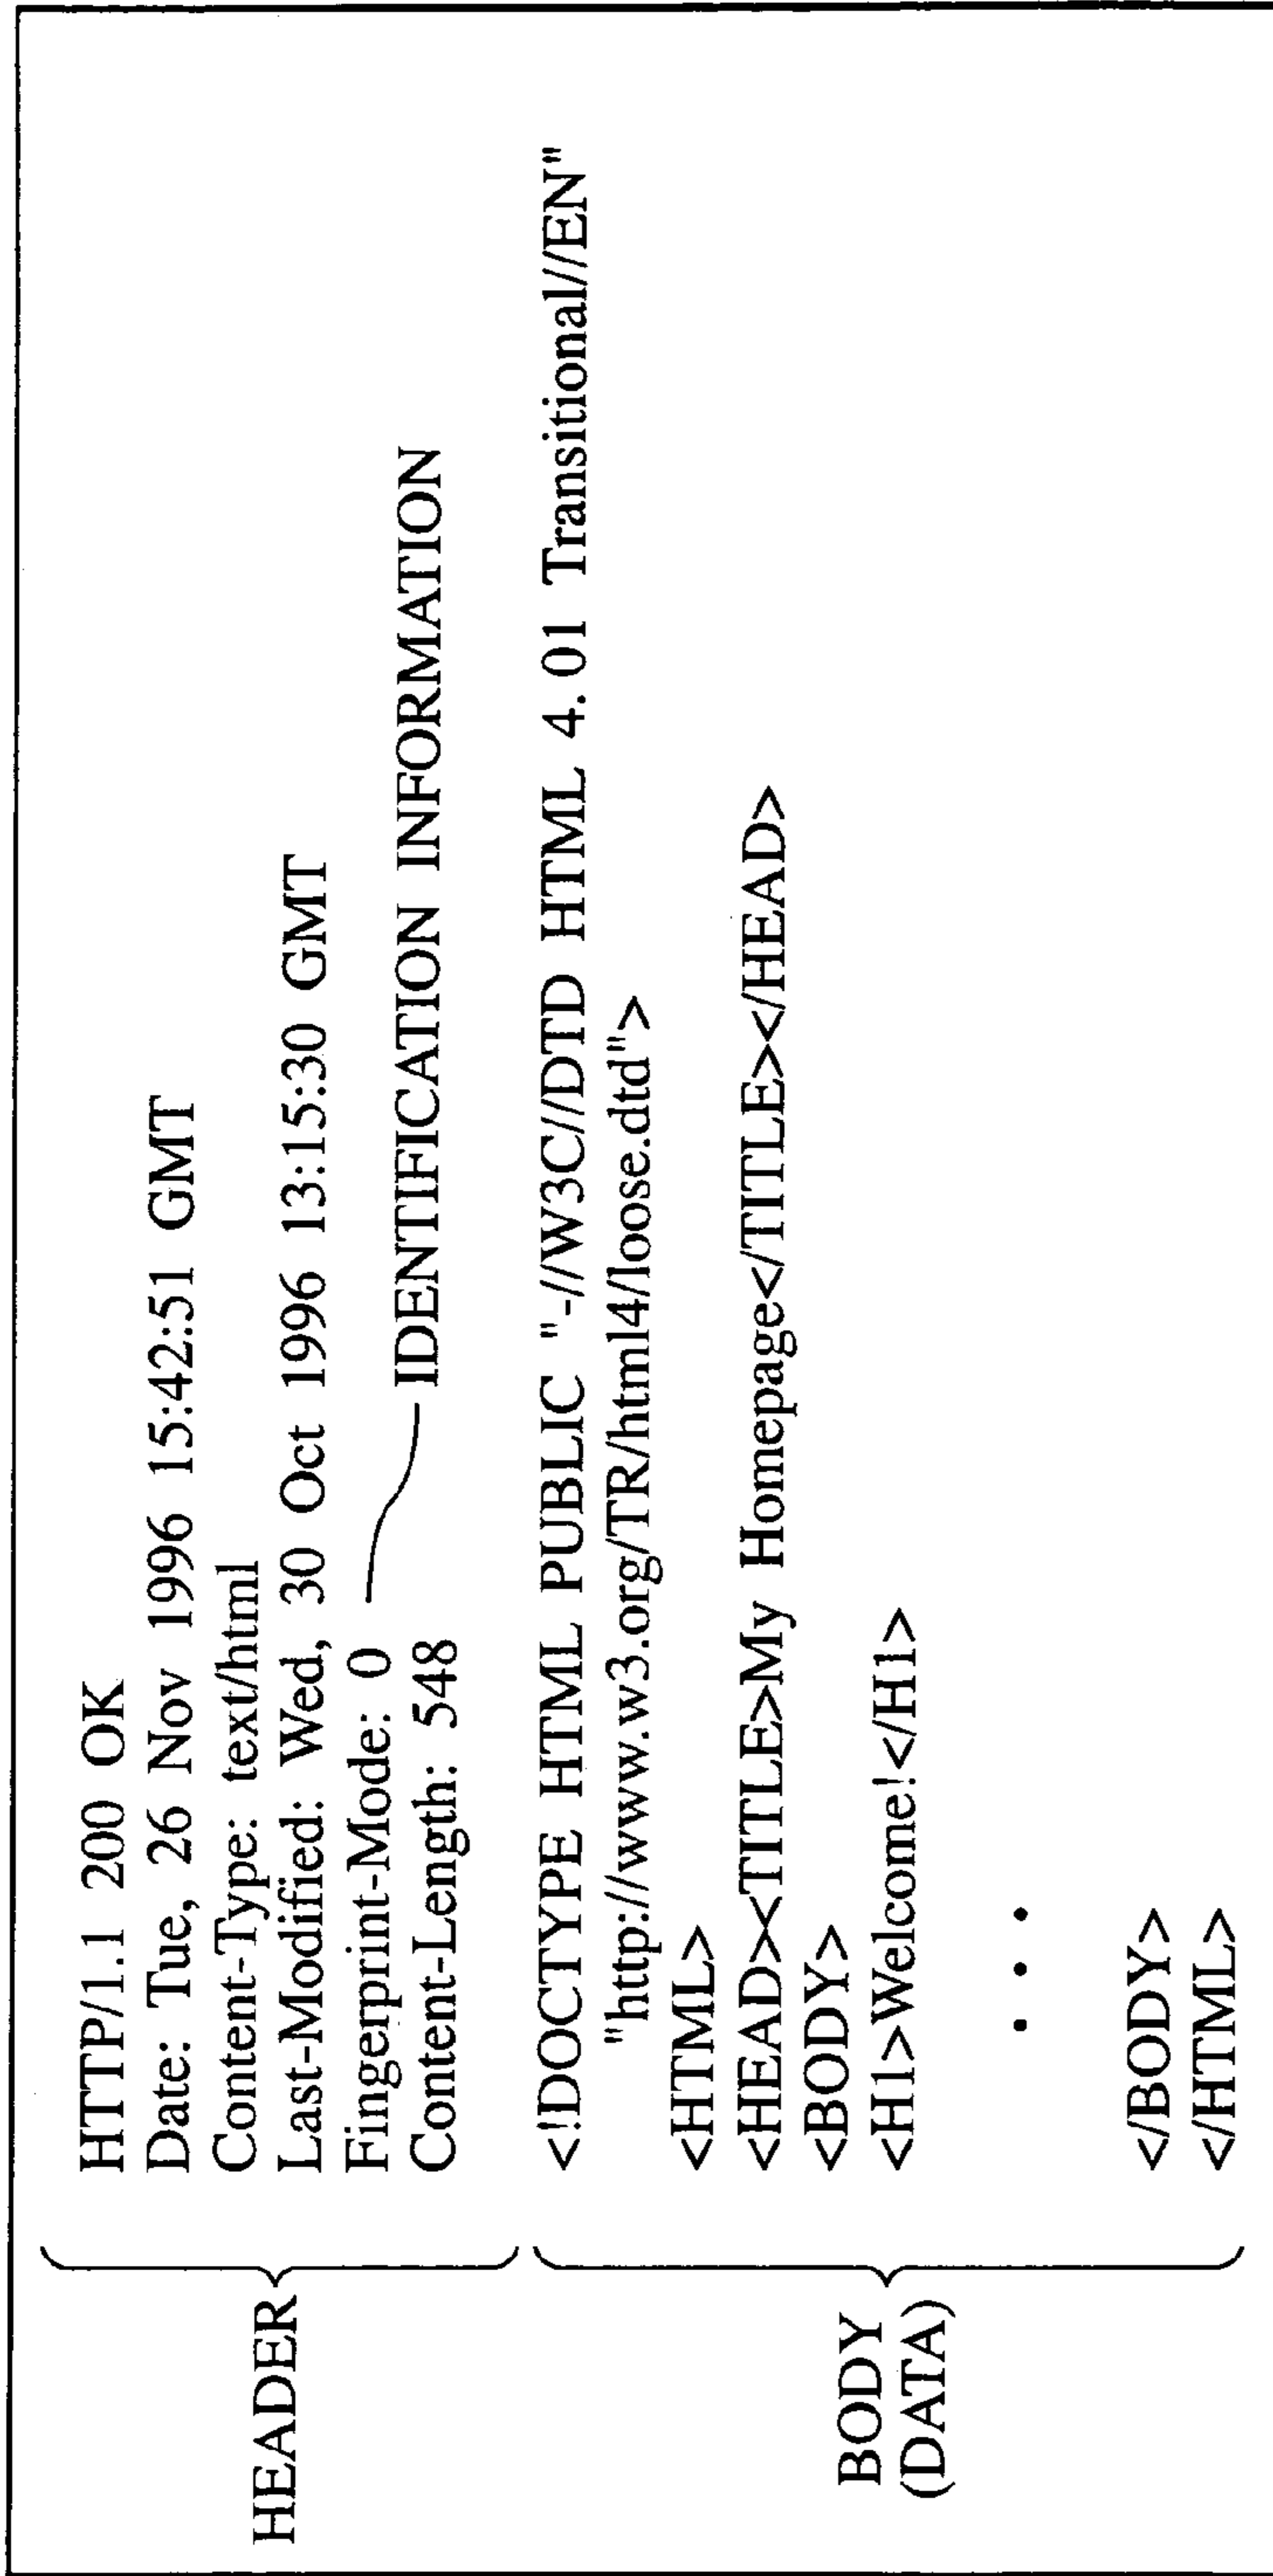 HEADER
HTTP/1.1 200 OK
Date: Tue, 26 Nov 1996 15:42:51 GMT
Content-Type: text/html
Last-Modified: Wed, 30 Oct 1996 13:15:30 GMT
Fingerprint-Mode: 0
IDENTIFICATION INFORMATION
Content-Length: 548
BODY
(DATA)
<!DOCTYPE HTML PUBLIC "-//W3C//DTD HTML 4.01 Transitional//EN"
"http://www.w3.org/TR/html4/loose.dtd">
<HTML>
<HEAD><TITLE>My Homepage</TITLE></HEAD>
<BODY>
<H1>Welcome!</H1>
. . .
</BODY>
</HTML>